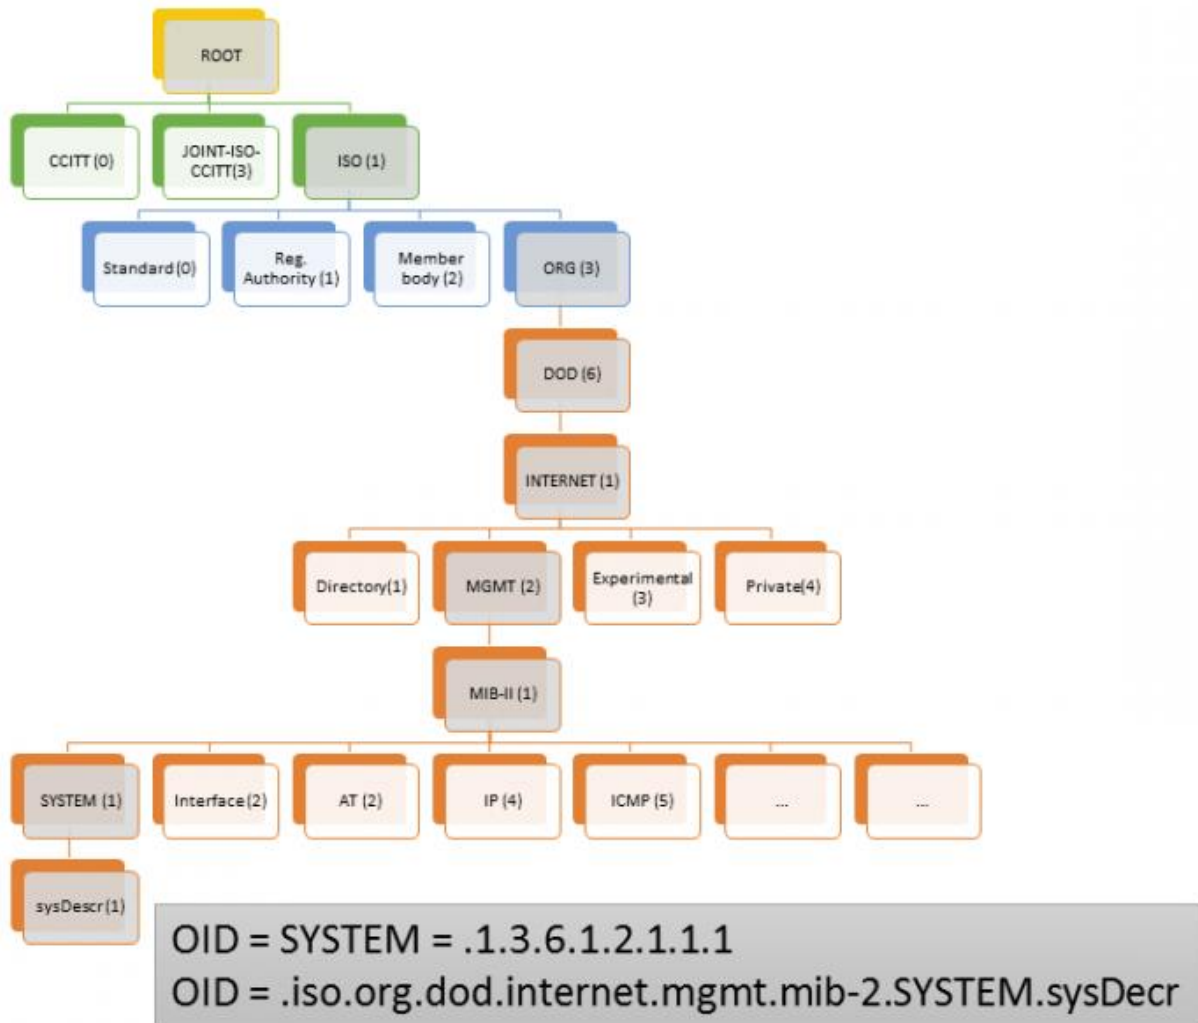 ROOT
CCITT (0)
JOINT-ISO-
CCITT(3)
ISO (1)
Standard (0)
Reg.
Authority (1)
Member
body (2)
ORG (3)
DOD (6)
INTERNET (1)
Directory(1)
MGMT (2)
Experimental
(3)
Private(4)
MIB-II (1)
SYSTEM (1)
Interface (2)
AT (2)
IP (4)
ICMP (5)
...
...
sysDescr (1)
OID = SYSTEM = .1.3.6.1.2.1.1.1
OID = .iso.org.dod.internet.mgmt.mib-2.SYSTEM.sysDecr